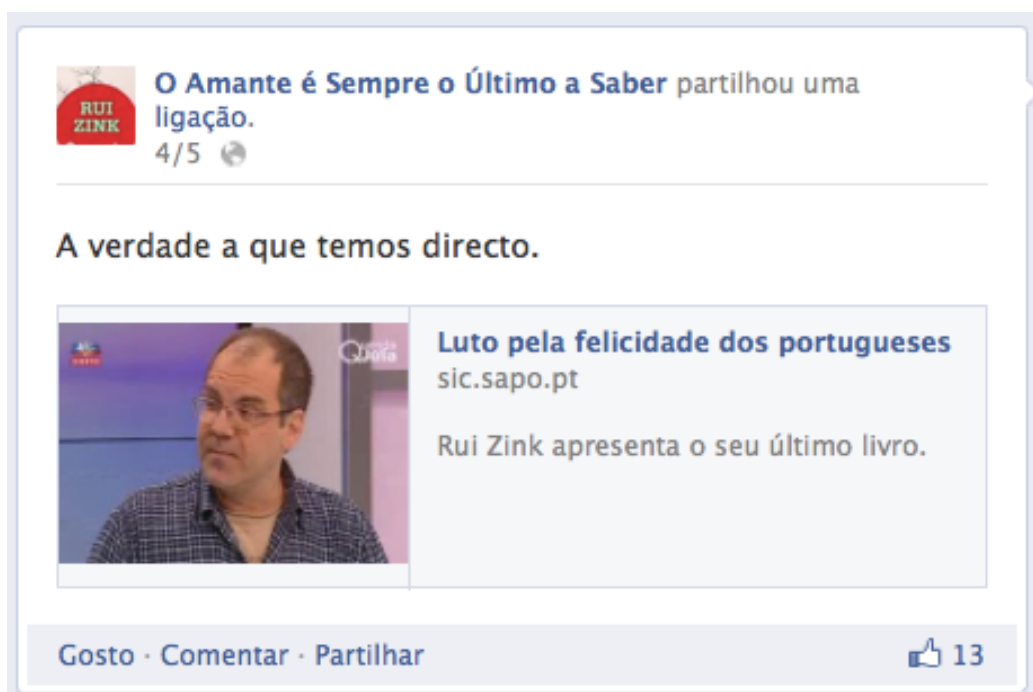 RUI
ZINK
O Amante é Sempre o Último a Saber partilhou uma
ligação.
4/5
A verdade a que temos directo.
Luto pela felicidade dos portugueses
sic.sapo.pt
Rui Zink apresenta o seu último livro.
Gosto · Comentar · Partilhar
13